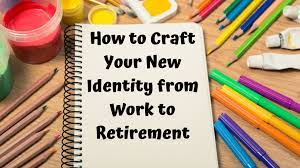 How to Craft
Your New
Identity from
Work to
Retirement